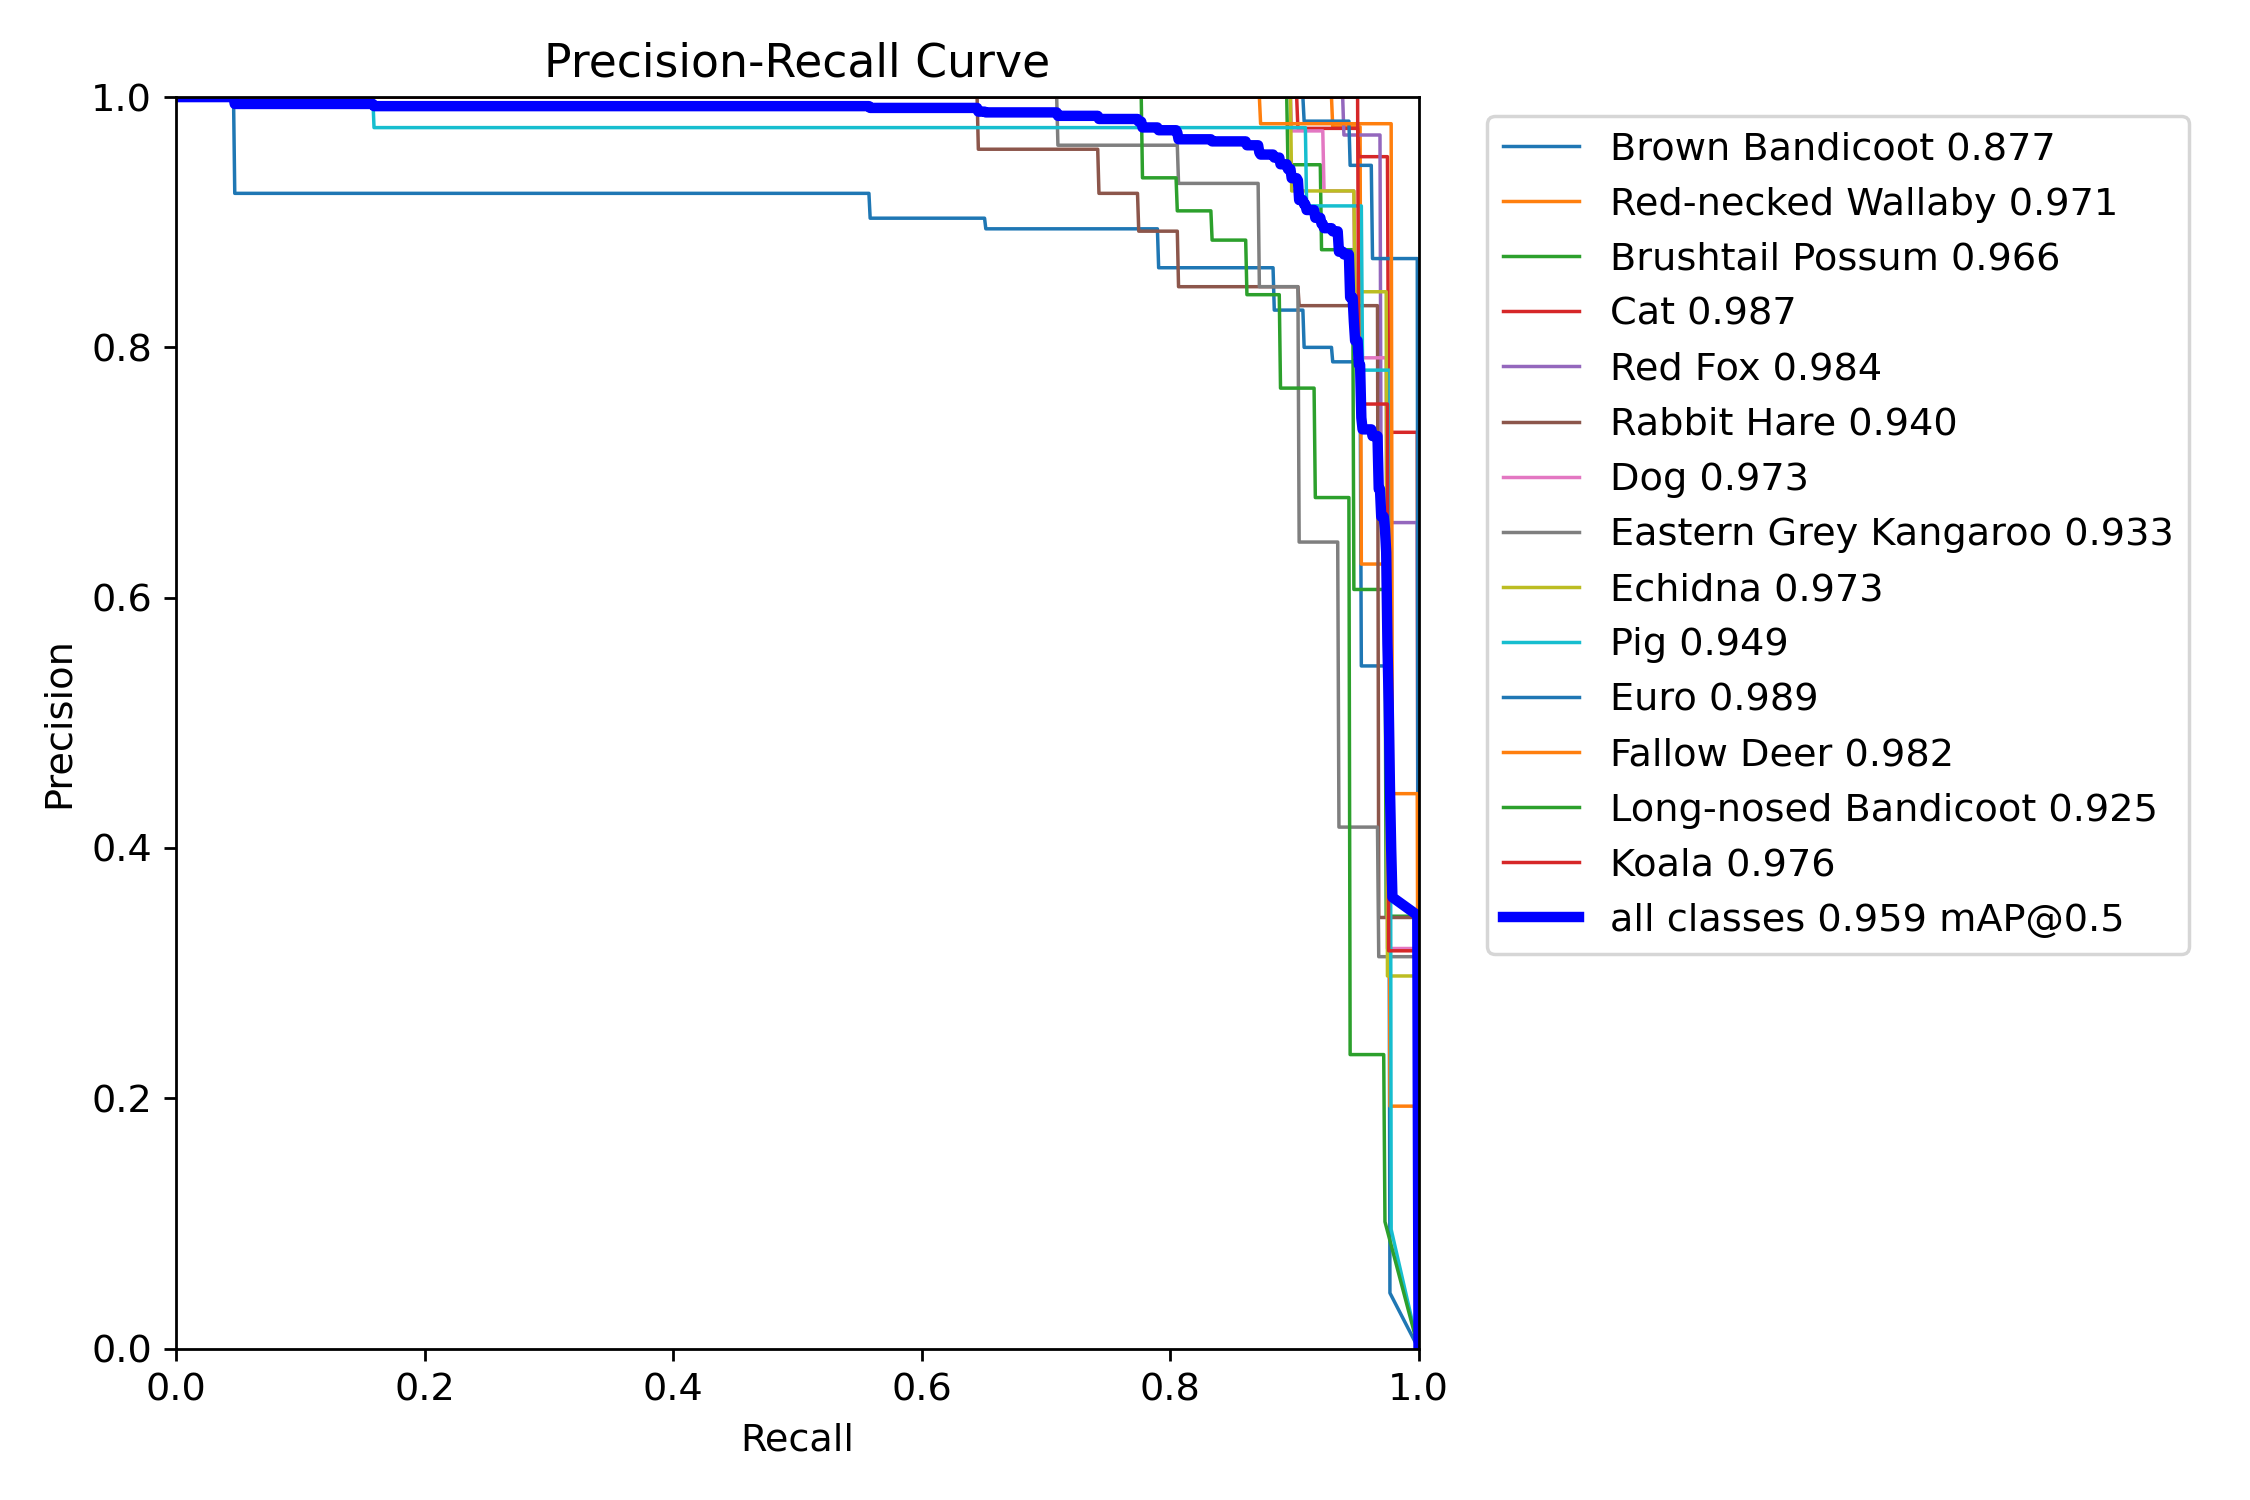 Precision-Recall Curve
1.0
0.8
0.6
0.4
0.2
0.0
Precision
0.0 0.2 0.4 0.6 0.8 1.0
Recall
Brown Bandicoot 0.877
Red-necked Wallaby 0.971
Brushtail Possum 0.966
Cat 0.987
Red Fox 0.984
Rabbit Hare 0.940
Dog 0.973
Eastern Grey Kangaroo 0.933
Echidna 0.973
Pig 0.949
Euro 0.989
Fallow Deer 0.982
Long-nosed Bandicoot 0.925
Koala 0.976
all classes 0.959 mAP@0.5